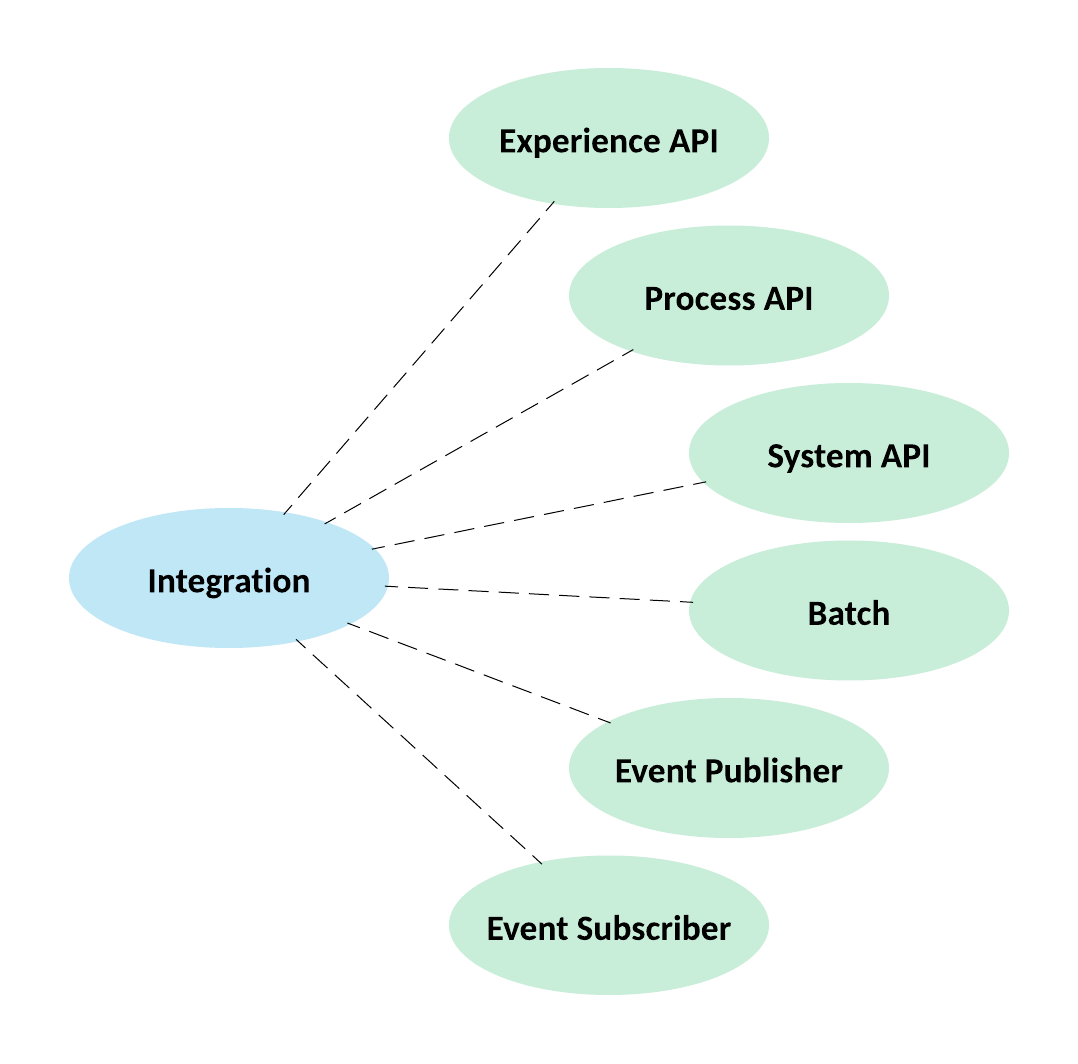 Experience API
Process API
System API
Integration
Batch
Event Publisher
Event Subscriber